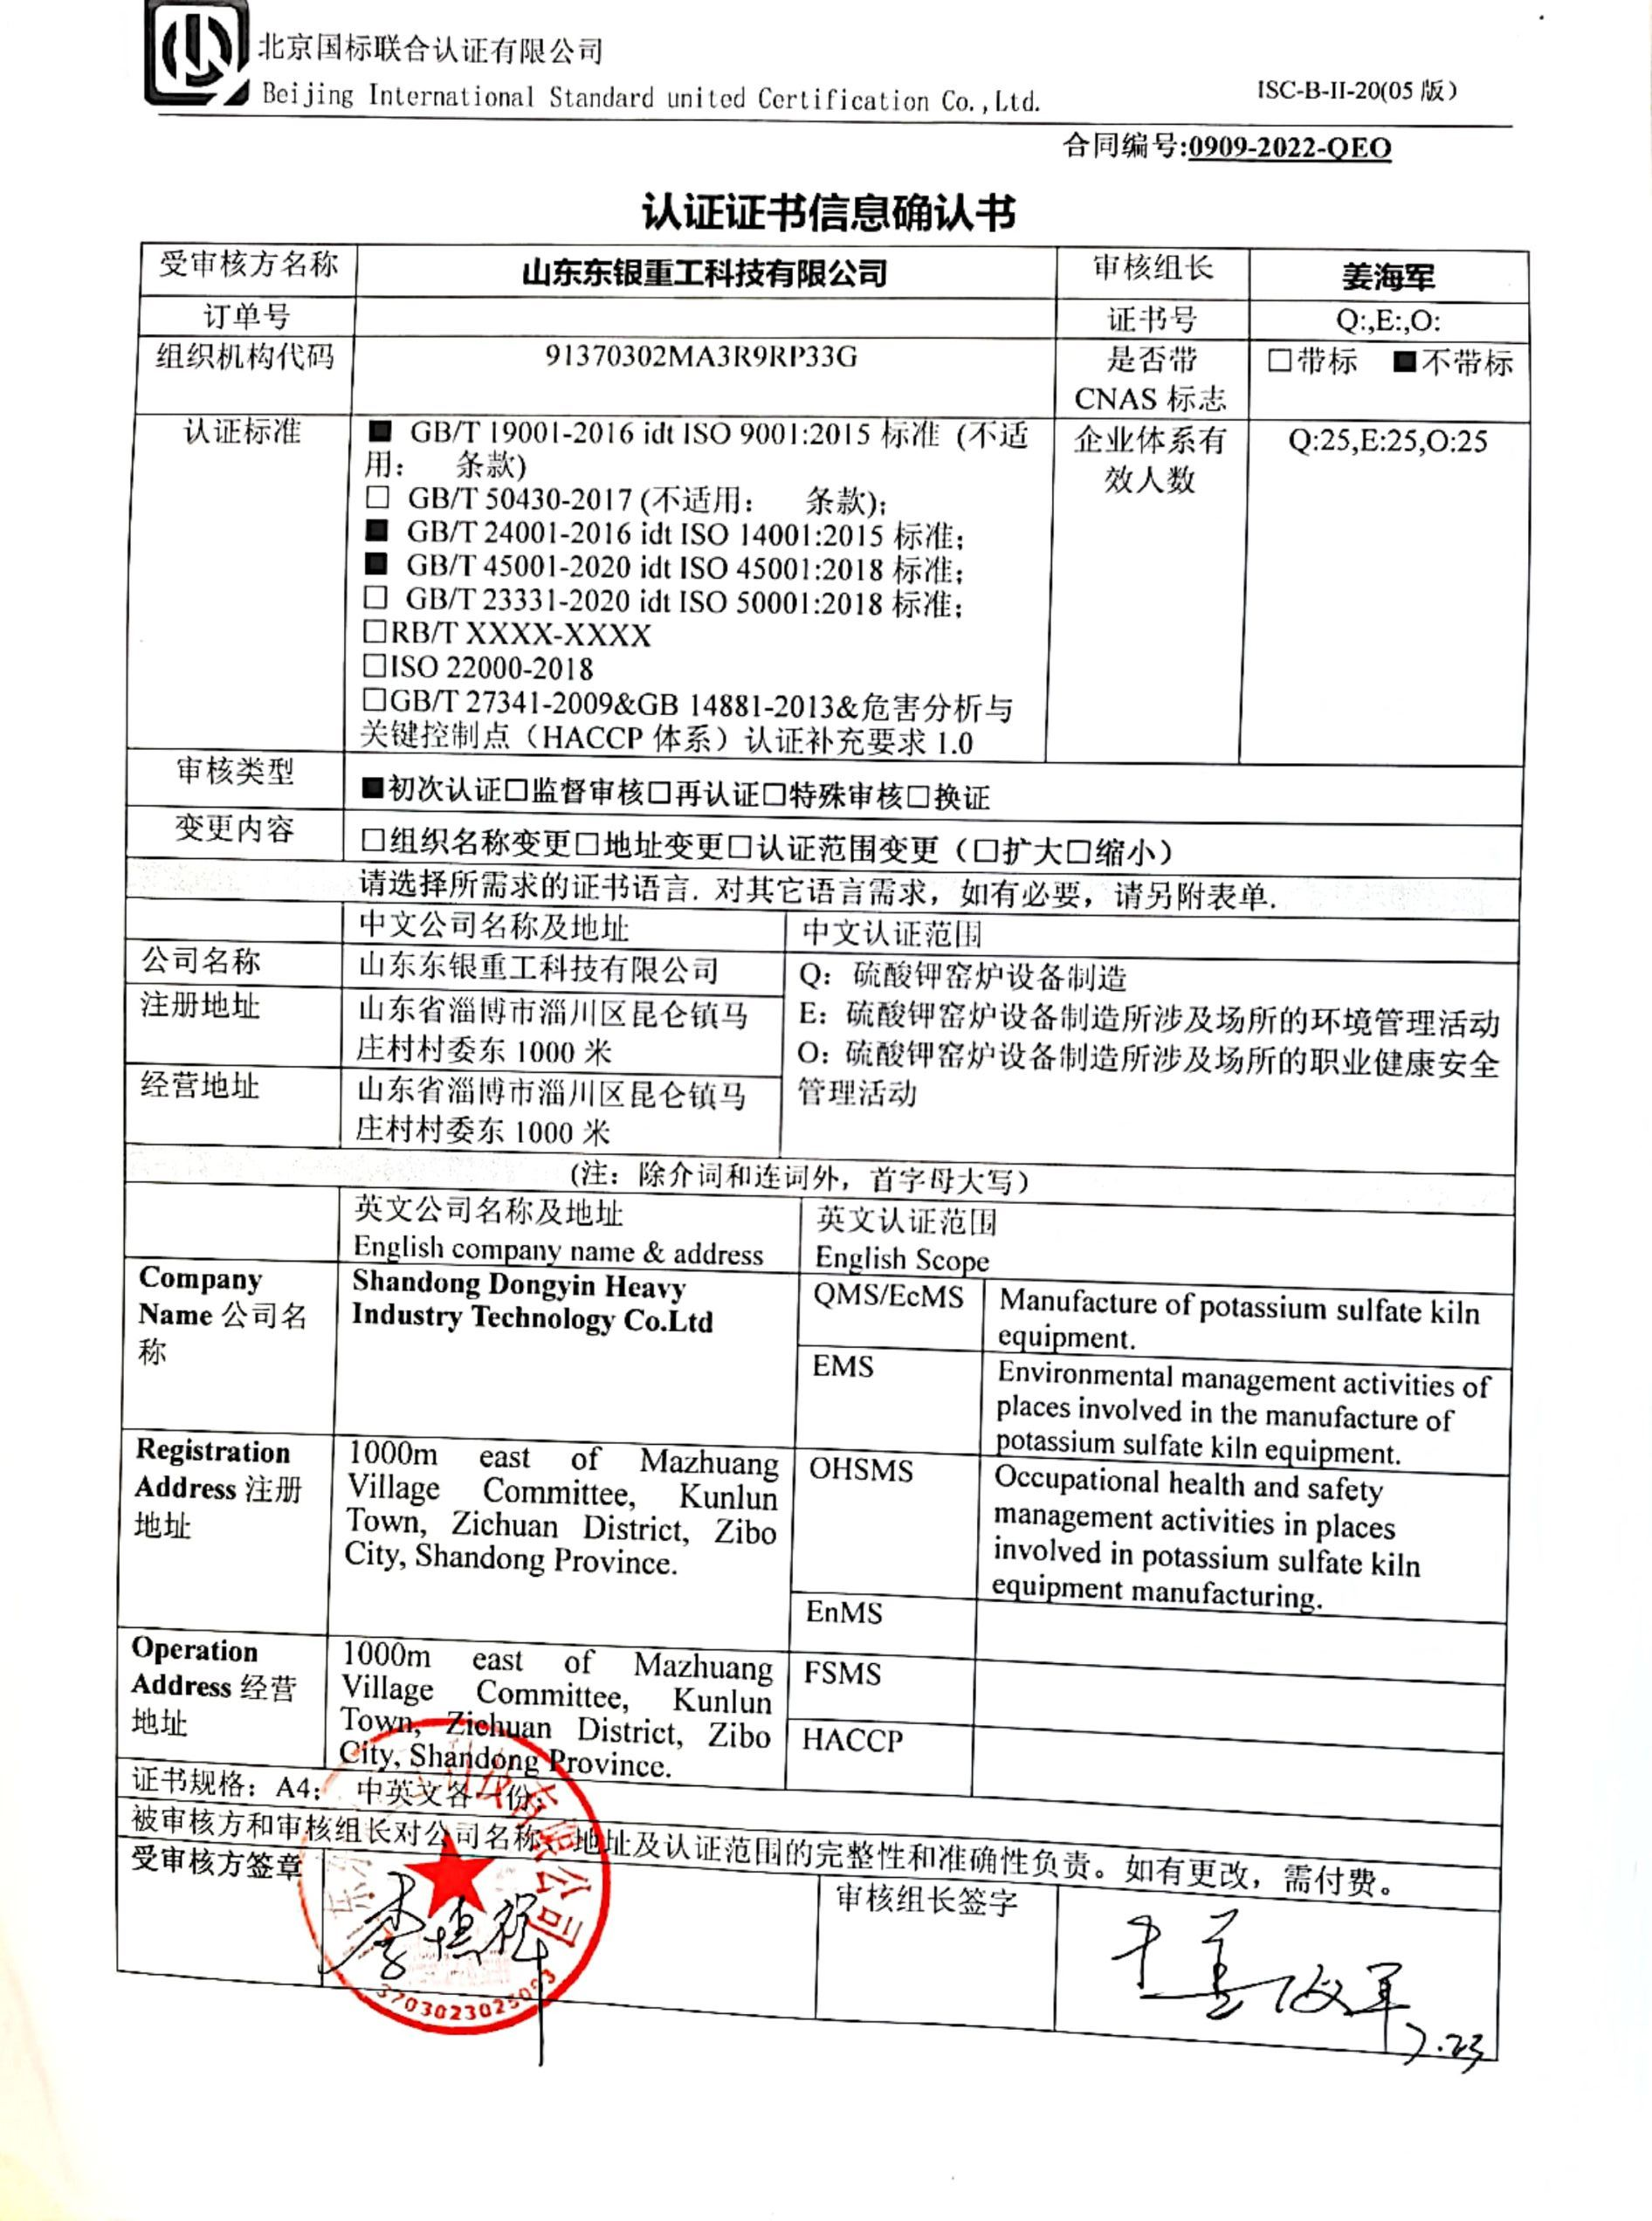 北京国标联合认证有限公司
Beijing International Standard united Certification Co.,Ltd.
ISC-B-II-20(05 版)
合同编号:0909-2022-QEO
认证证书信息确认书
受审核方名称 山东东银重工科技有限公司 审核组长 姜海军
订单号 证书号 Q:,E:,O:
组织机构代码 91370302MA3R9RP33G 是否带 □带标 ■不带标
CNAS 标志
认证标准 ■ GB/T 19001-2016 idt ISO 9001:2015 标准 (不适 企业体系有 Q:25,E:25,O:25
用: 条款) 效人数
□ GB/T 50430-2017 (不适用: 条款);
■ GB/T 24001-2016 idt ISO 14001:2015 标准;
■ GB/T 45001-2020 idt ISO 45001:2018 标准;
□ GB/T 23331-2020 idt ISO 50001:2018 标准;
□RB/T XXXX-XXXX
□ISO 22000-2018
□GB/T 27341-2009&GB 14881-2013&危害分析与
关键控制点（HACCP 体系）认证补充要求 1.0
审核类型 ■初次认证□监督审核□再认证□特殊审核□换证
变更内容 □组织名称变更□地址变更□认证范围变更（□扩大□缩小）
请选择所需求的证书语言. 对其它语言需求，如有必要，请另附表单.
中文公司名称及地址 中文认证范围
公司名称 山东东银重工科技有限公司 Q：硫酸钾窑炉设备制造
注册地址 山东省淄博市淄川区昆仑镇马 E：硫酸钾窑炉设备制造所涉及场所的环境管理活动
庄村村委东 1000 米 O：硫酸钾窑炉设备制造所涉及场所的职业健康安全
经营地址 山东省淄博市淄川区昆仑镇马 管理活动
庄村村委东 1000 米
(注：除介词和连词外，首字母大写）
英文公司名称及地址 英文认证范围
English company name & address English Scope
Company Shandong Dongyin Heavy QMS/EcMS Manufacture of potassium sulfate kiln
Name 公司名 Industry Technology Co.Ltd equipment.
称 EMS Environmental management activities of
places involved in the manufacture of
potassium sulfate kiln equipment.
Registration 1000m east of Mazhuang OHSMS Occupational health and safety
Address 注册 Village Committee, Kunlun management activities in places
地址 Town, Zichuan District, Zibo involved in potassium sulfate kiln
City, Shandong Province. equipment manufacturing.
EnMS
Operation 1000m east of Mazhuang FSMS
Address 经营 Village Committee, Kunlun
地址 Town, Zichuan District, Zibo HACCP
City, Shandong Province.
证书规格：A4； 中英文各一份；
被审核方和审核组长对公司名称、地址及认证范围的完整性和准确性负责。如有更改，需付费。
受审核方签章 审核组长签字
有限公司
7.23